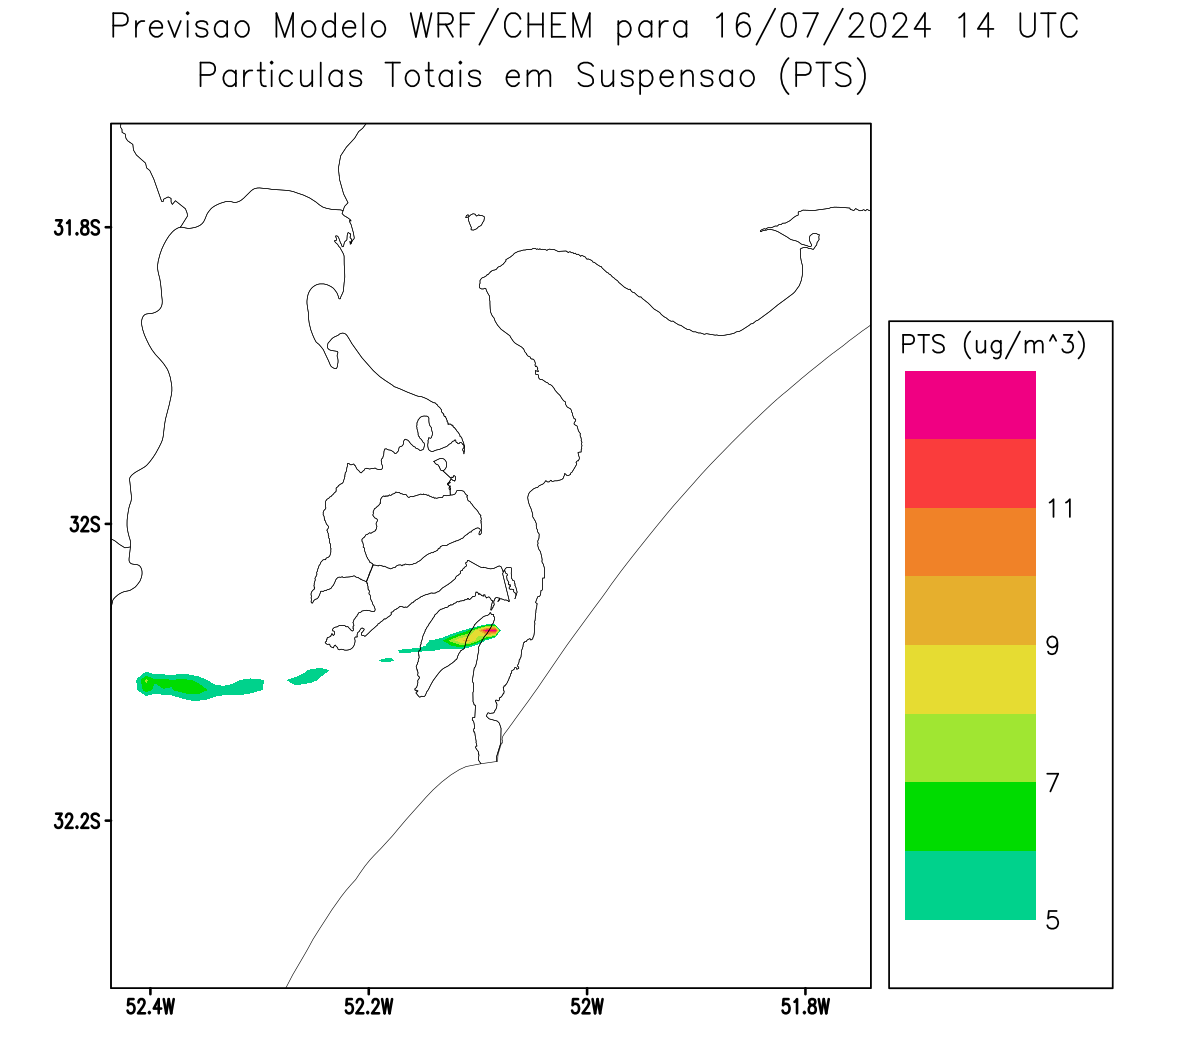 Previsao Modelo WRF/CHEM para 16/07/2024 14 UTC
Particulas Totais em Suspensao (PTS)
31.8S
32S
32.2S
52.4W
52.2W
52W
51.8W
PTS (ug/m^3)
11
9
7
5